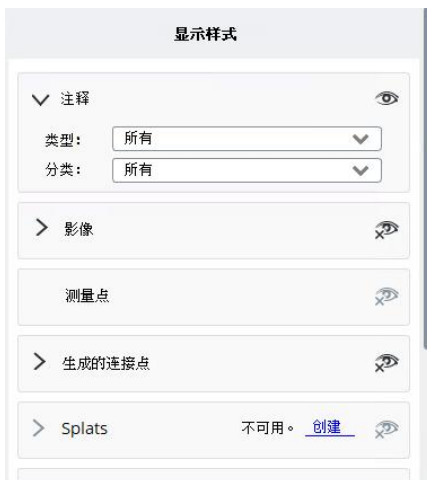 显示样式
注释
类型： 所有
分类： 所有
影像
测量点
生成的连接点
Splats 不可用。 创建